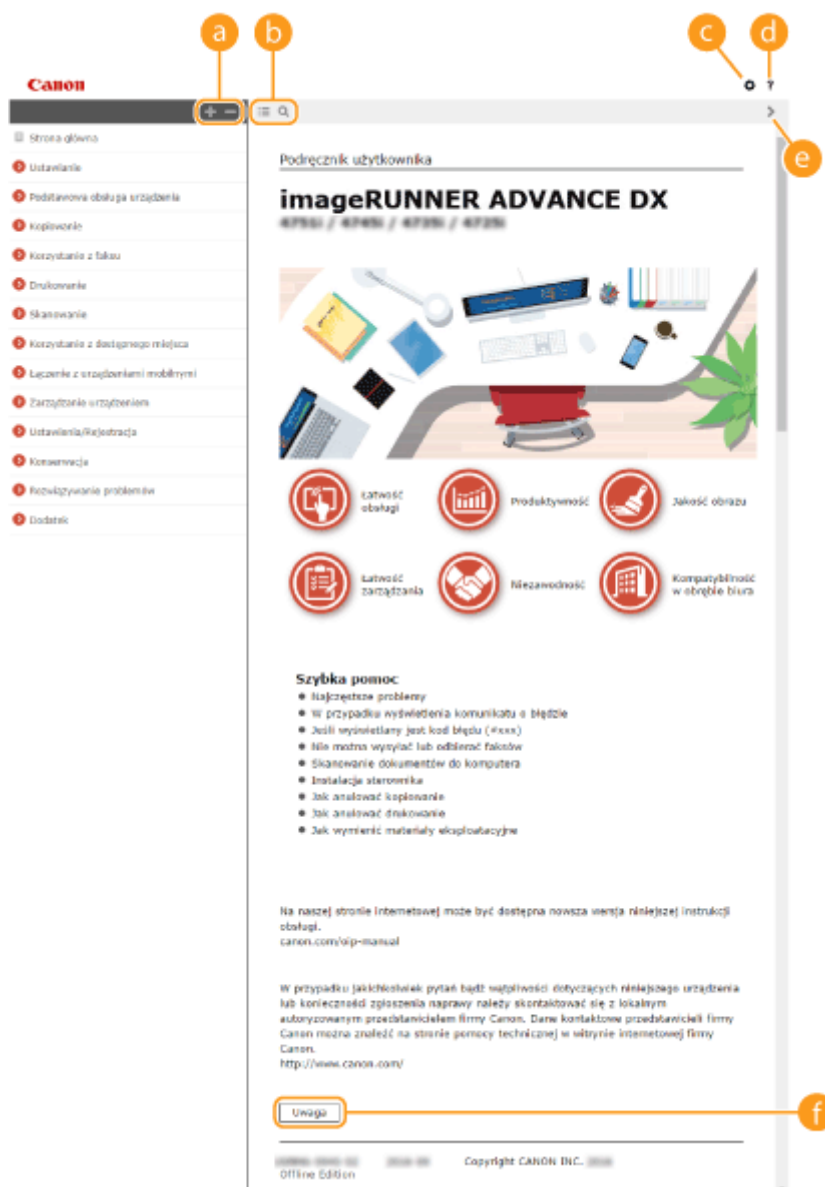 a b c d
Canon
?
e
Strona główna
Ustawianie
Podstawowa obsługa urządzenia
Kopiowanie
Korzystanie z faksu
Drukowanie
Skanowanie
Korzystanie z dostępnego miejsca
Łączenie z urządzeniami mobilnymi
Zarządzanie urządzeniem
Ustawienia/Rejestracja
Konserwacja
Rozwiązywanie problemów
Dodatek
Podręcznik użytkownika
imageRUNNER ADVANCE DX
4751i / 4745i / 4735i / 4725i
Łatwość
obsługi
Produktywność
Jakość obrazu
Łatwość
zarządzania
Niezawodność
Kompatybilność
w obrębie biura
Szybka pomoc
Najczęstsze problemy
W przypadku wyświetlenia komunikatu o błędzie
Jeśli wyświetlany jest kod błędu (#xxx)
Nie można wysyłać lub odbierać faksów
Skanowanie dokumentów do komputera
Instalacja sterownika
Jak anulować kopiowanie
Jak anulować drukowanie
Jak wymienić materiały eksploatacyjne
Na naszej stronie internetowej może być dostępna nowsza wersja niniejszej instrukcji
obsługi.
canon.com/oip-manual
W przypadku jakichkolwiek pytań bądź wątpliwości dotyczących niniejszego urządzenia
lub konieczności zgłoszenia naprawy należy skontaktować się z lokalnym
autoryzowanym przedstawicielem firmy Canon. Dane kontaktowe przedstawicieli firmy
Canon można znaleźć na stronie pomocy technicznej w witrynie internetowej firmy
Canon.
http://www.canon.com/
Uwaga
f
Copyright CANON INC.
Offline Edition